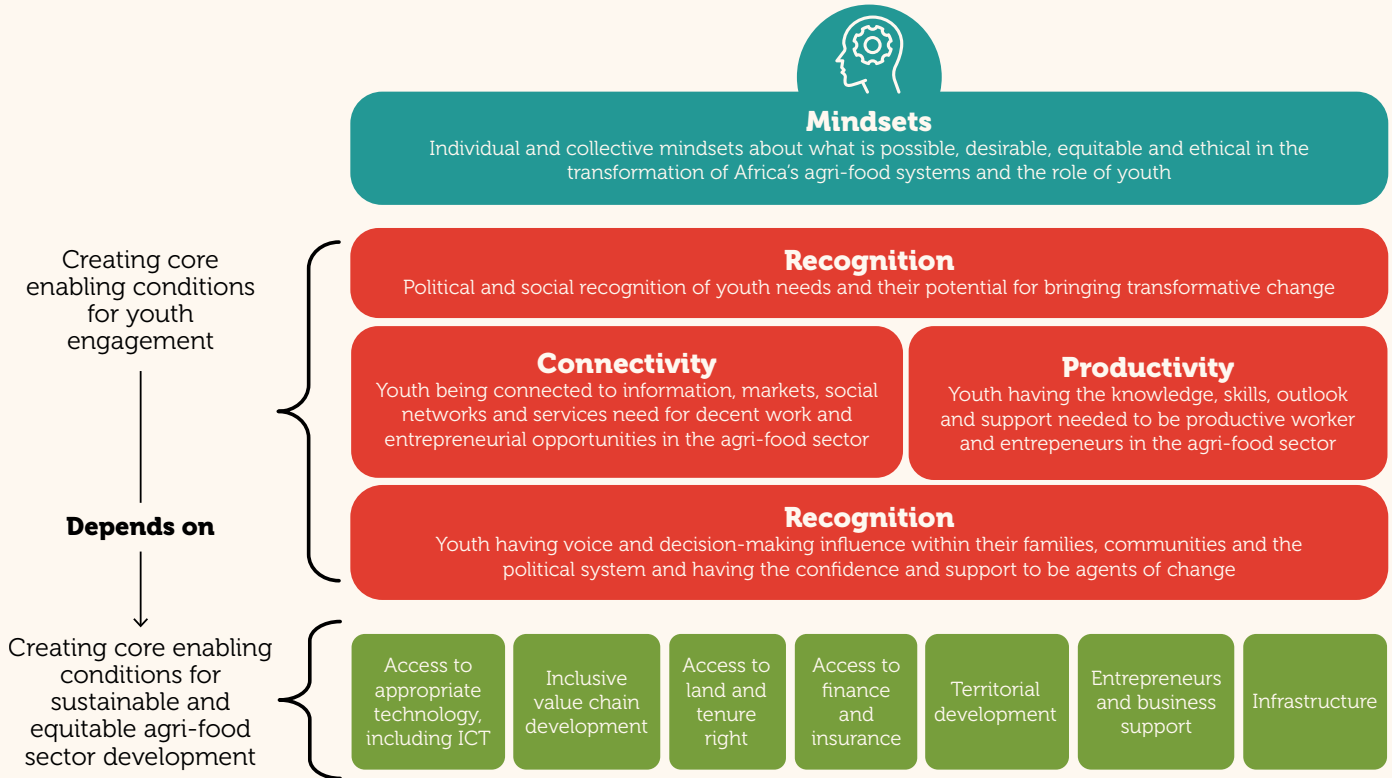 Mindsets
Individual and collective mindsets about what is possible, desirable, equitable and ethical in the
transformation of Africa's agri-food systems and the role of youth
Creating core
enabling conditions
for youth
engagement
Recognition
Political and social recognition of youth needs and their potential for bringing transformative change
Connectivity
Youth being connected to information, markets, social
networks and services need for decent work and
entrepreneurial opportunities in the agri-food sector
Productivity
Youth having the knowledge, skills, outlook
and support needed to be productive worker
and entrepeneurs in the agri-food sector
Depends on
Recognition
Youth having voice and decision-making influence within their families, communities and the
political system and having the confidence and support to be agents of change
Creating core enabling
conditions for
sustainable and
equitable agri-food
sector development
Access to
appropriate
technology,
including ICT
Inclusive
value chain
development
Access to
land and
tenure
right
Access to
finance
and
insurance
Territorial
development
Entrepreneurs
and business
support
Infrastructure